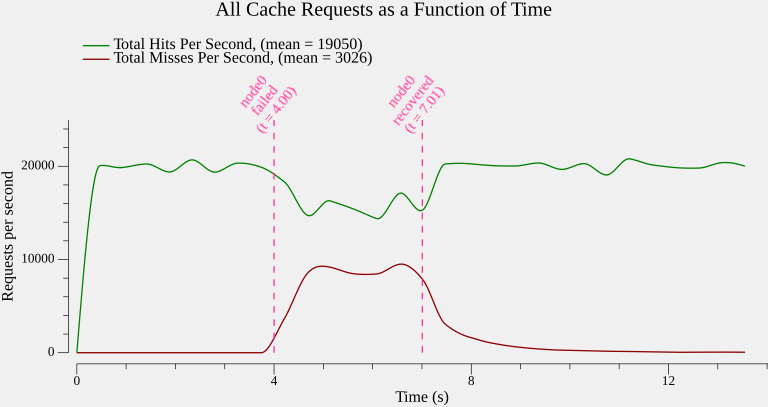 All Cache Requests as a Function of Time
Total Hits Per Second, (mean = 19050)
Total Misses Per Second, (mean = 3026)
node0
failed
(t = 4.00)
node0
recovered
(t = 7.01)
Requests per second
20000
10000
0
0
4
8
12
Time (s)